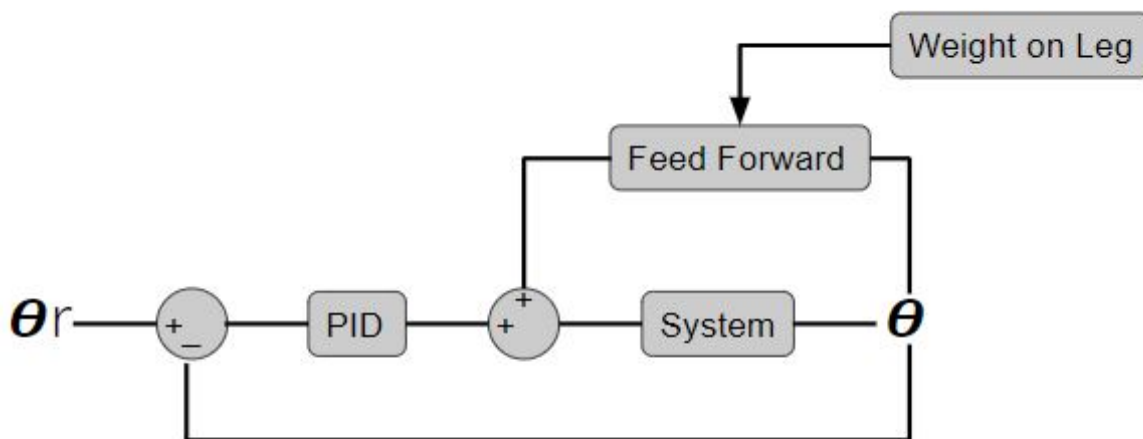 Weight on Leg
Feed Forward
+
θr + PID + System θ
−